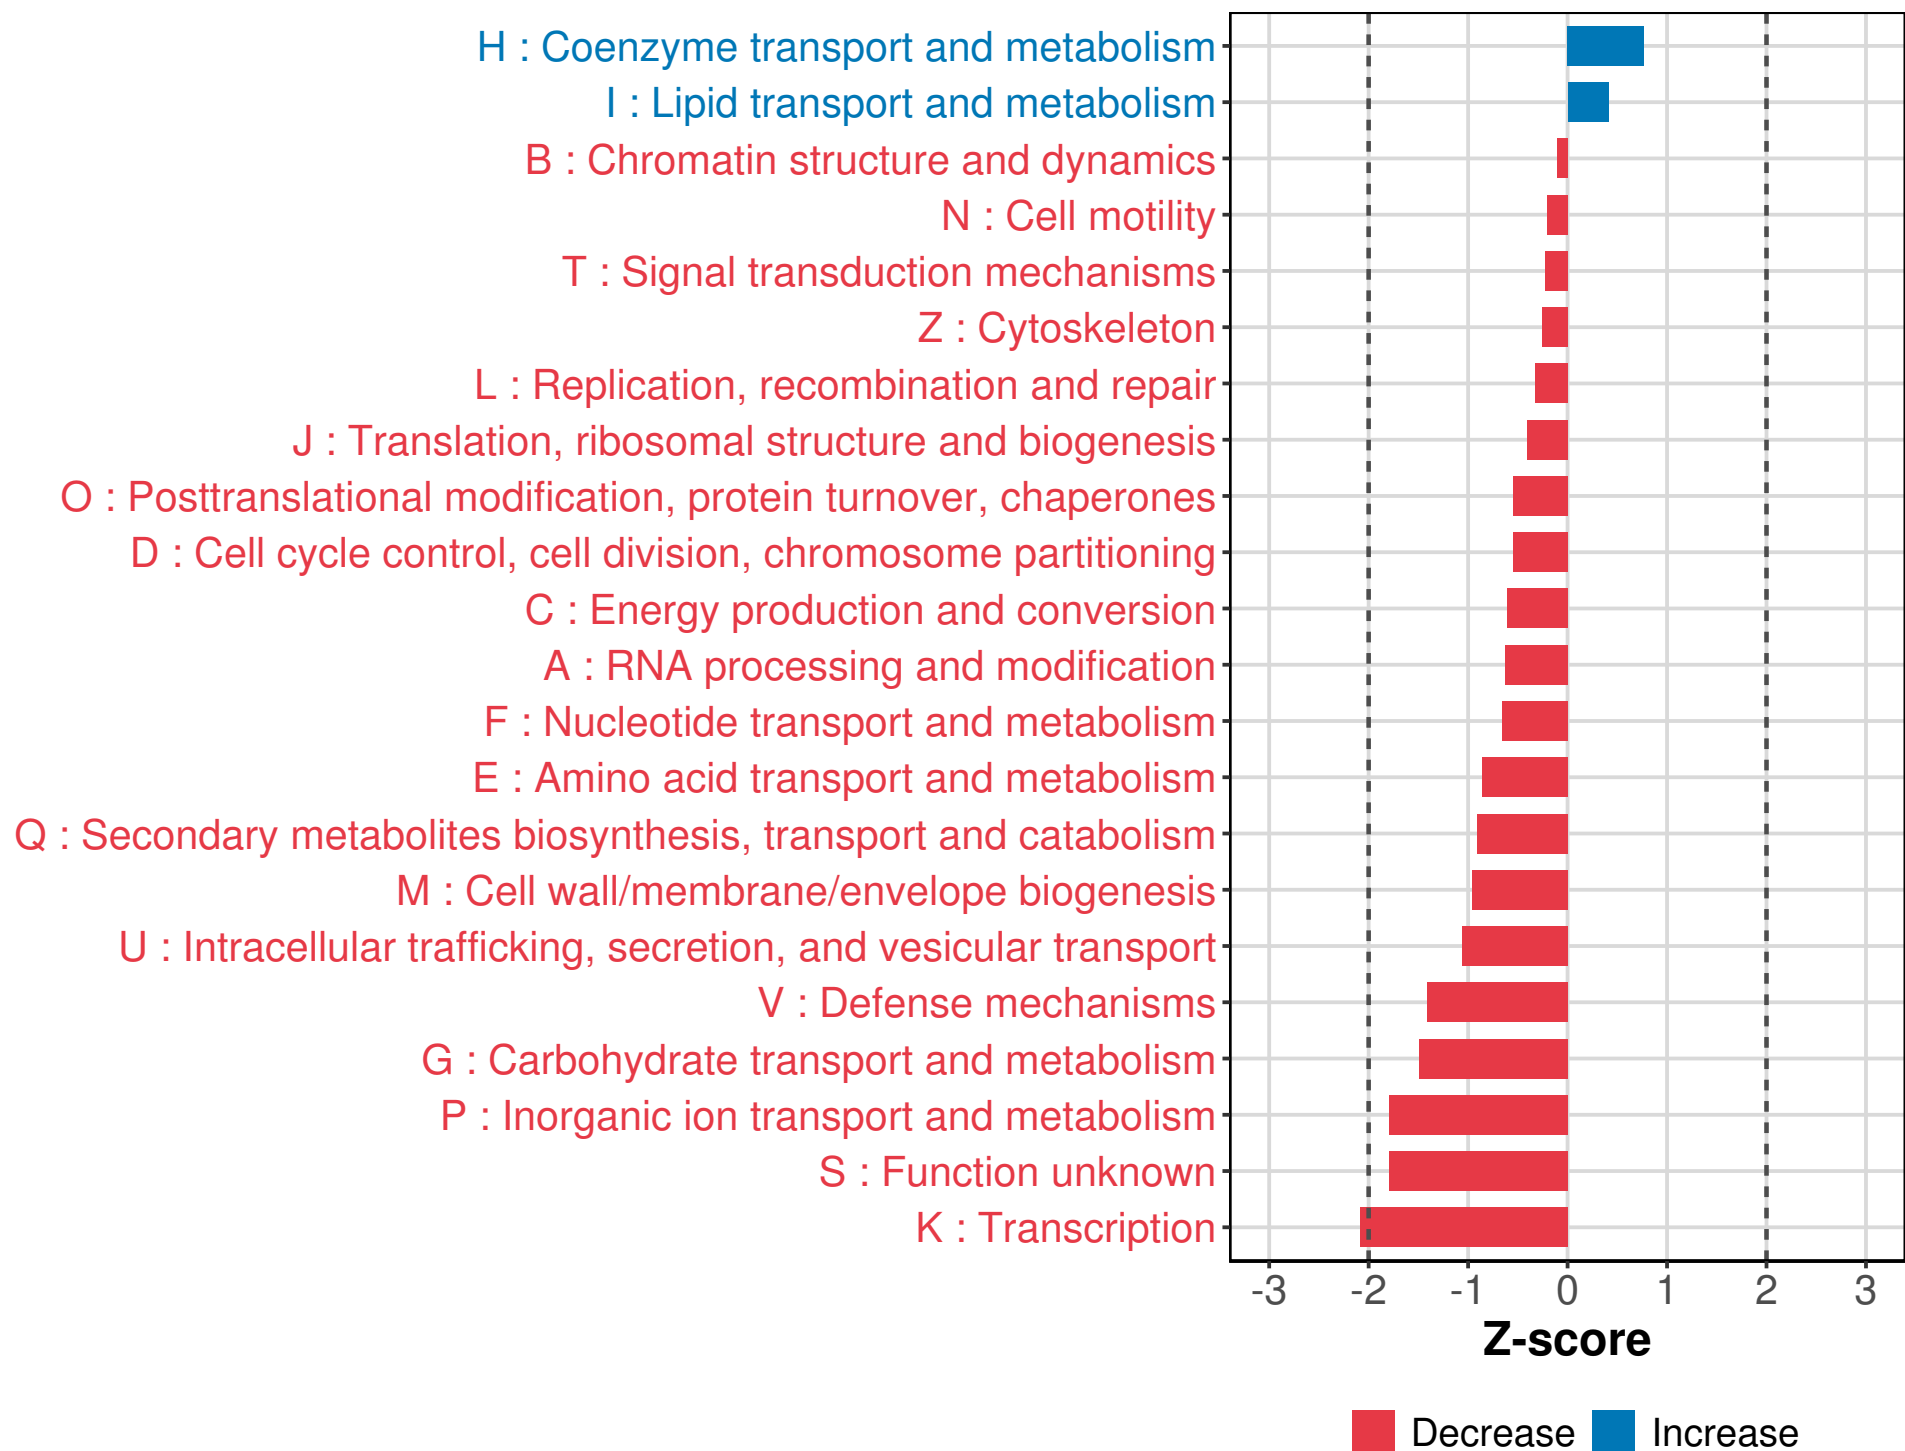 H : Coenzyme transport and metabolism
I : Lipid transport and metabolism
B : Chromatin structure and dynamics
N : Cell motility
T : Signal transduction mechanisms
Z : Cytoskeleton
L : Replication, recombination and repair
J : Translation, ribosomal structure and biogenesis
O : Posttranslational modification, protein turnover, chaperones
D : Cell cycle control, cell division, chromosome partitioning
C : Energy production and conversion
A : RNA processing and modification
F : Nucleotide transport and metabolism
E : Amino acid transport and metabolism
Q : Secondary metabolites biosynthesis, transport and catabolism
M : Cell wall/membrane/envelope biogenesis
U : Intracellular trafficking, secretion, and vesicular transport
V : Defense mechanisms
G : Carbohydrate transport and metabolism
P : Inorganic ion transport and metabolism
S : Function unknown
K : Transcription
-3 -2 -1 0 1 2 3
Z-score
Decrease Increase